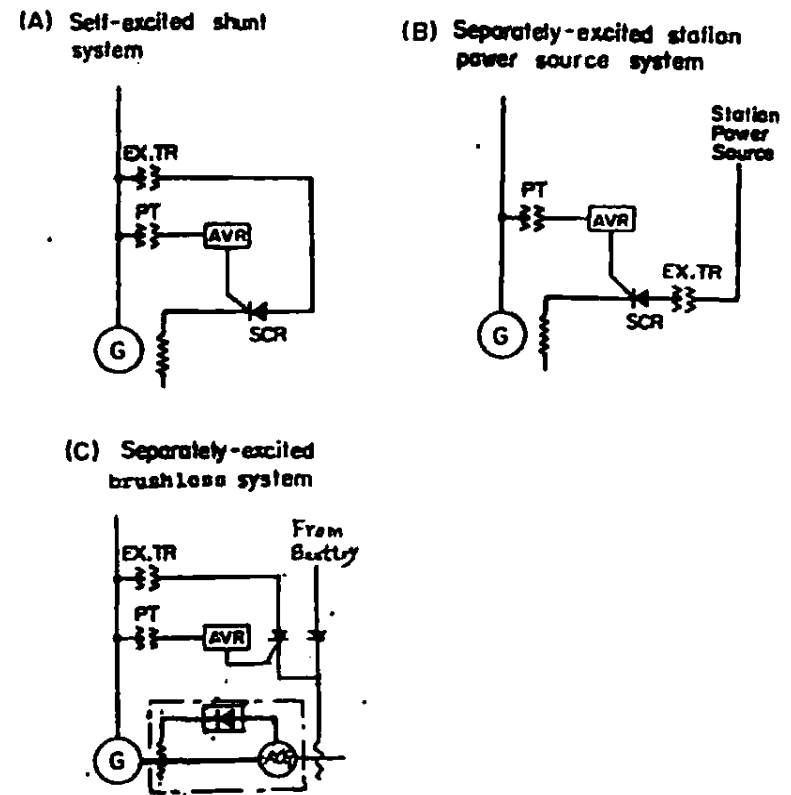 (A) Self-excited shunt
system
EX.TR
PT
AVR
SCR
G
(B) Separately-excited station
power source system
Station
Power
Source
PT
AVR
EX.TR
SCR
G
(C) Separately-excited
brushless system
From
EX.TR
PT
AVR
G